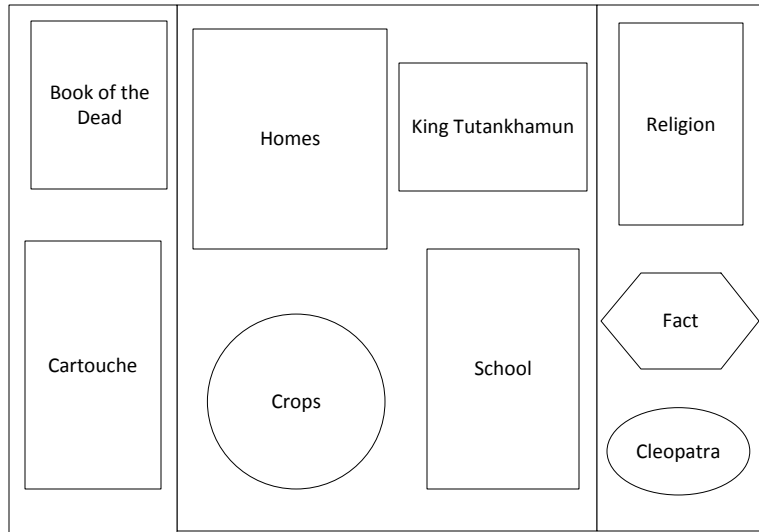 Book of the
Dead
Cartouche
Homes
King Tutankhamun
Crops
School
Religion
Fact
Cleopatra